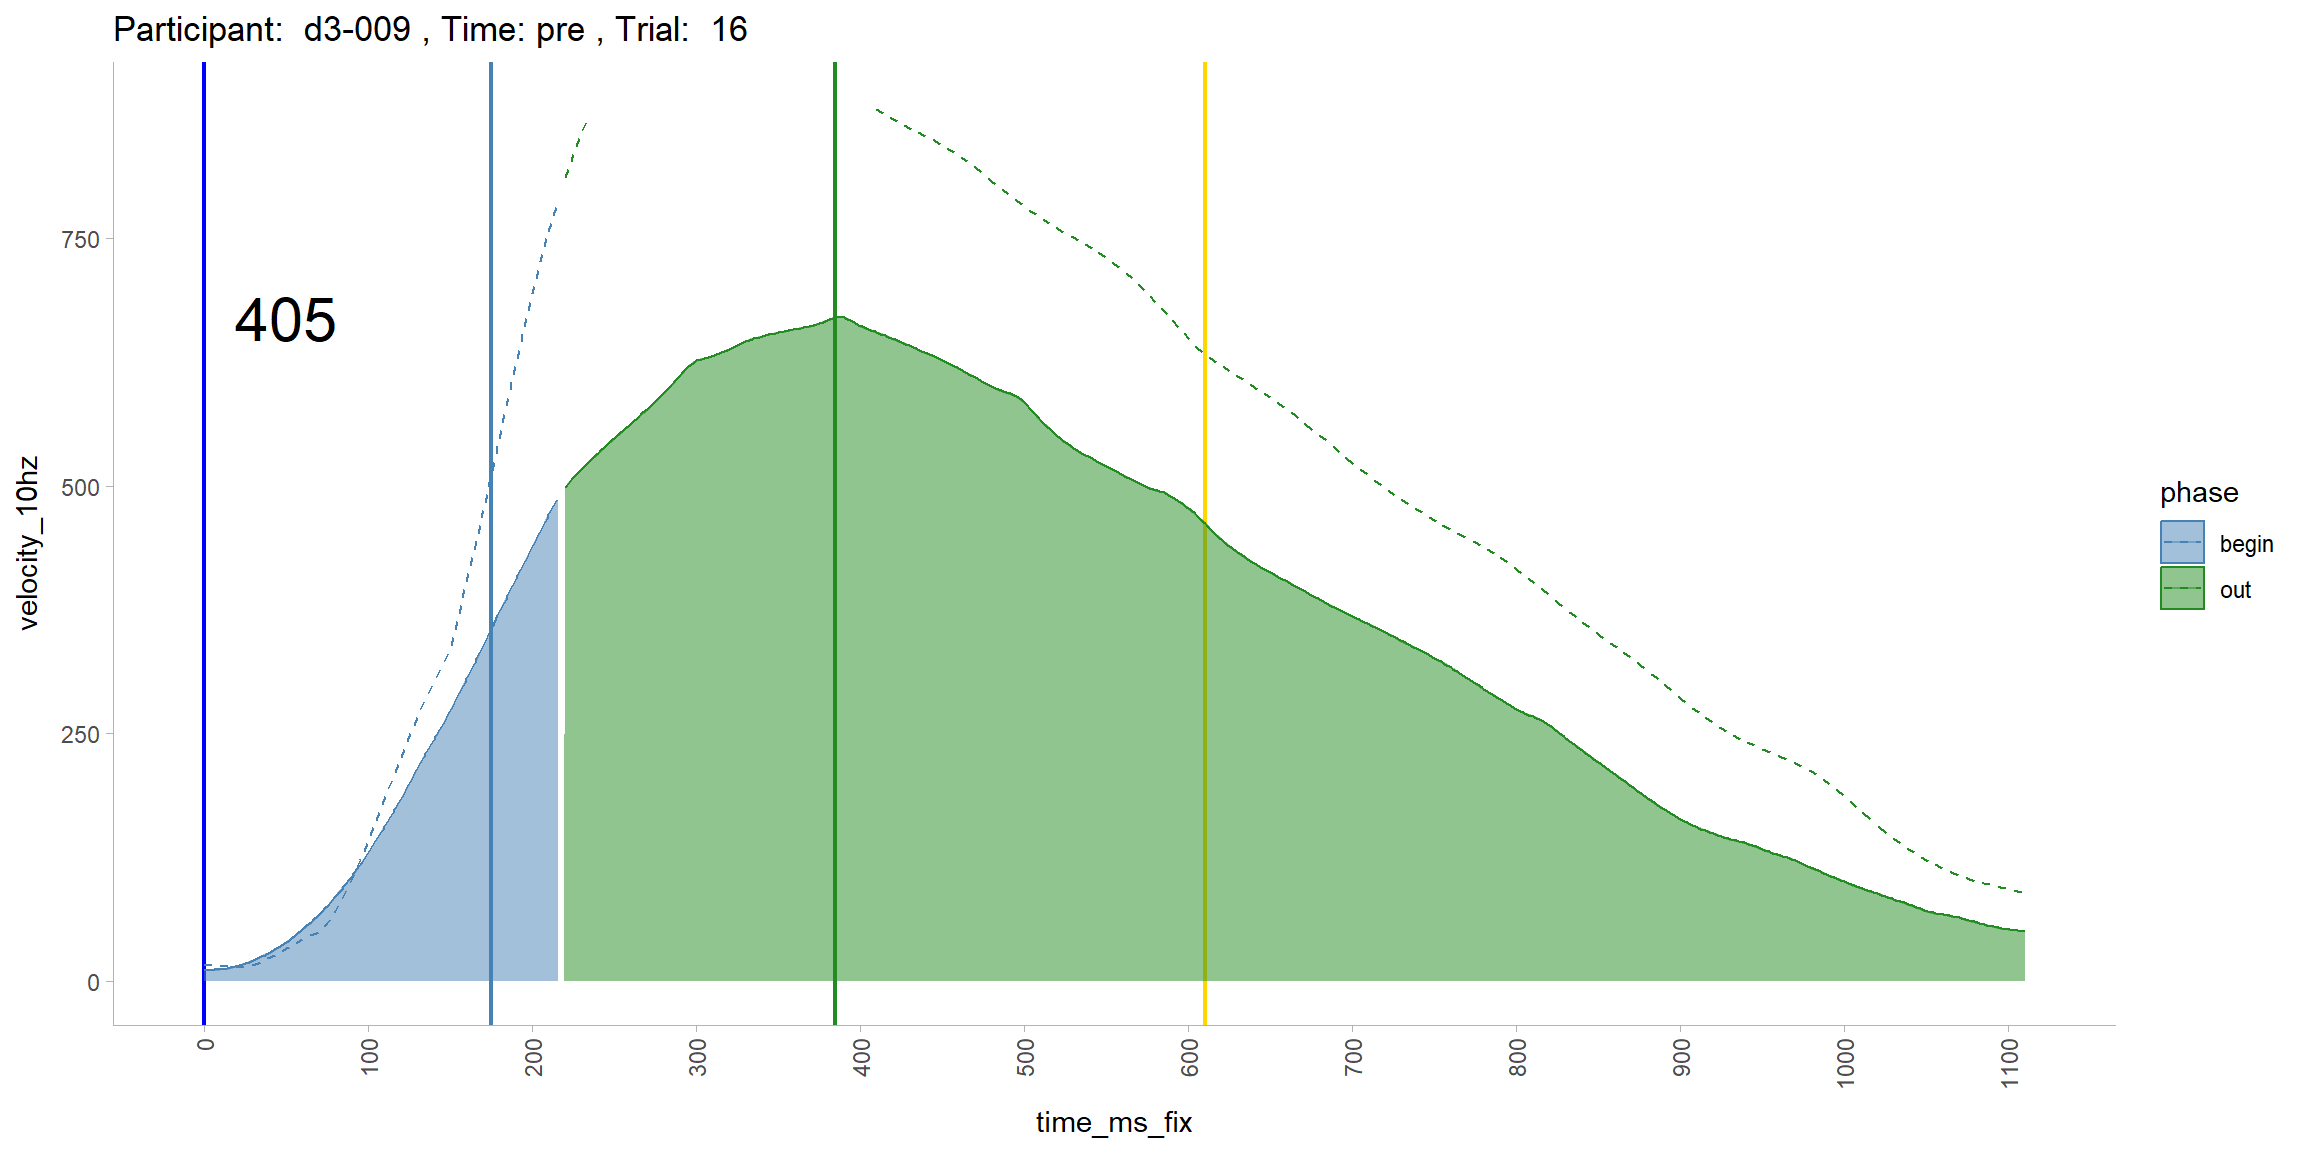 Participant:  d3-009 , Time: pre , Trial:  16
405
velocity_10hz
750
500
250
0
0 100 200 300 400 500 600 700 800 900 1000 1100
time_ms_fix
phase
begin
out